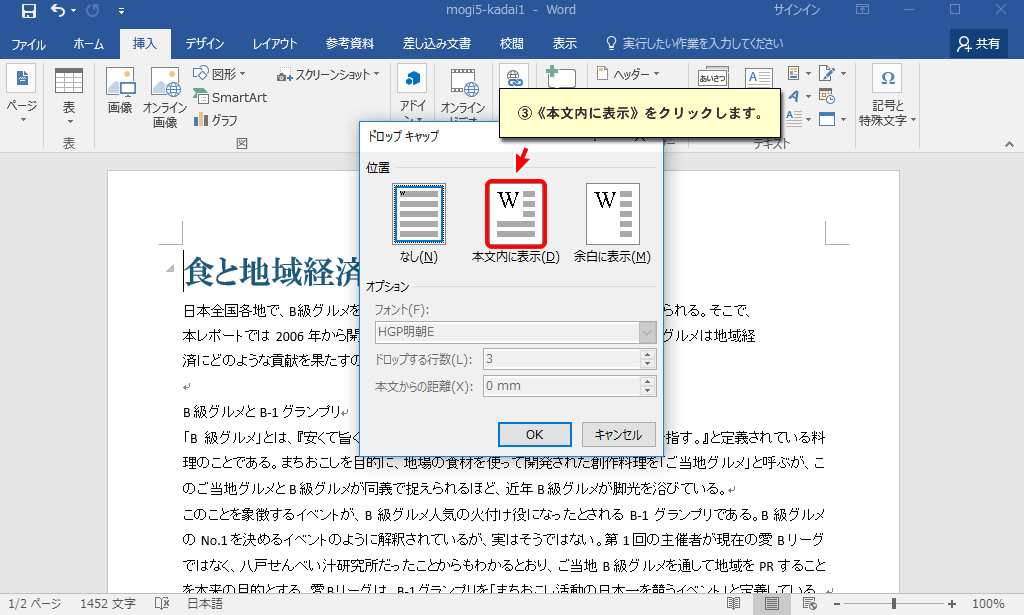 mogi5-kadai1 - Word
サインイン
ファイル ホーム 挿入 デザイン レイアウト 参考資料 差し込み文書 校閲 表示 実行したい作業を入力してください 共有
ページ
表
表
画像
オンライン
画像
図形
SmartArt
グラフ
スクリーンショット
図
アドイ
ン
オンライン
ヘッダー
あいさつ
テキスト
記号と
特殊文字
③《本文内に表示》をクリックします。
ドロップ キャップ
位置
W W W
なし(N) 本文内に表示(D) 余白に表示(M)
オプション
フォント(F):
HGP明朝E
ドロップする行数(L): 3
本文からの距離(X): 0 mm
OK キャンセル
食と地域経済
日本全国各地で、B級グルメを
られる。そこで、
本レポートでは 2006 年から開
グルメは地域経
済にどのような貢献を果たすの
B 級グルメと B-1 グランプリ
「B 級グルメ」とは、『安くて旨く
指す。』と定義されている料
理のことである。まちおこしを目的に、地場の食材を使って開発された創作料理を「ご当地グルメ」と呼ぶが、こ
のご当地グルメと B 級グルメが同義で捉えられるほど、近年 B 級グルメが脚光を浴びている。
このことを象徴するイベントが、B 級グルメ人気の火付け役になったとされる B-1 グランプリである。B 級グルメ
の No.1 を決めるイベントのように解釈されているが、実はそうではない。第 1 回の主催者が現在の愛 B リーグ
ではなく、八戸せんべい汁研究所だったことからもわかるとおり、ご当地 B 級グルメを通して地域を PR すること
を本来の目的とする。愛 B リーグは、B-1 グランプリを「まちおこし活動の日本一を競うイベント」と定義している。
1/2 ページ 1452 文字 日本語 100%